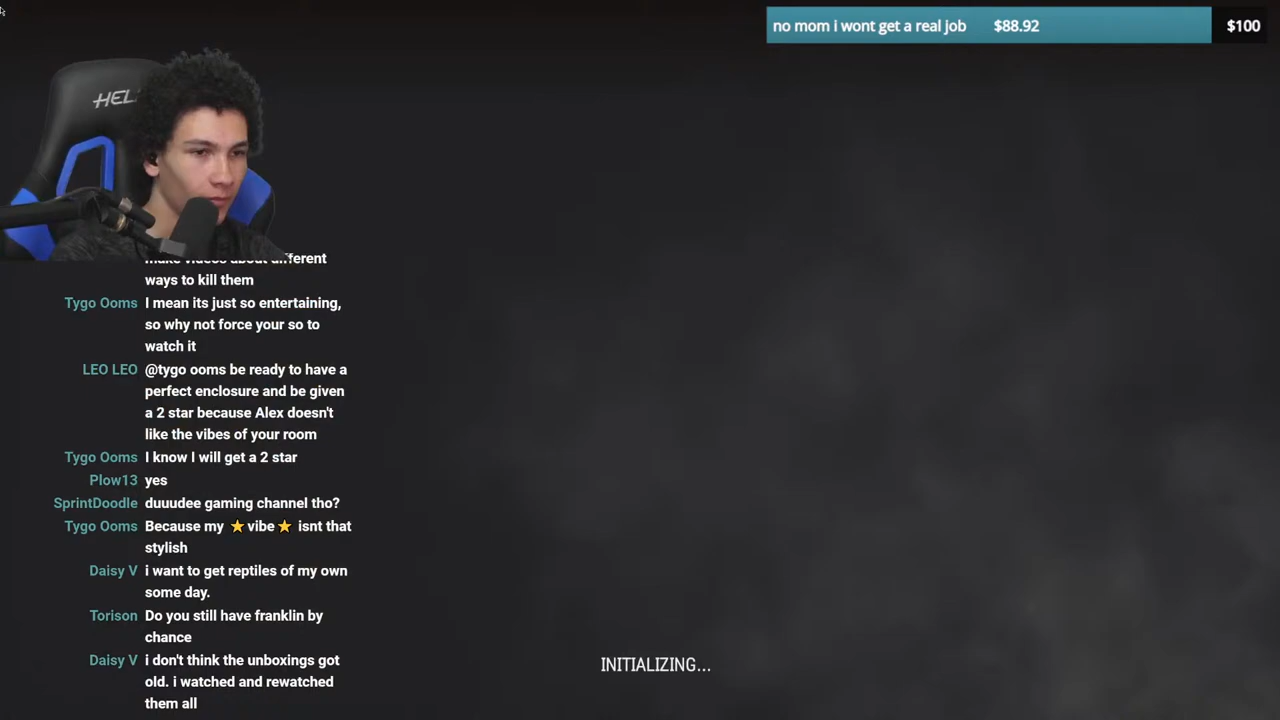 no mom i wont get a real job $88.92 $100
HEL
make videos about different
ways to kill them
Tygo Ooms I mean its just so entertaining,
so why not force your so to
watch it
LEO LEO @tygo ooms be ready to have a
perfect enclosure and be given
a 2 star because Alex doesn't
like the vibes of your room
Tygo Ooms I know I will get a 2 star
Plow13 yes
SprintDoodle duuudee gaming channel tho?
Tygo Ooms Because my ⭐vibe⭐ isnt that
stylish
Daisy V i want to get reptiles of my own
some day.
Torison Do you still have franklin by
chance
Daisy V i don't think the unboxings got
old. i watched and rewatched
them all
INITIALIZING...